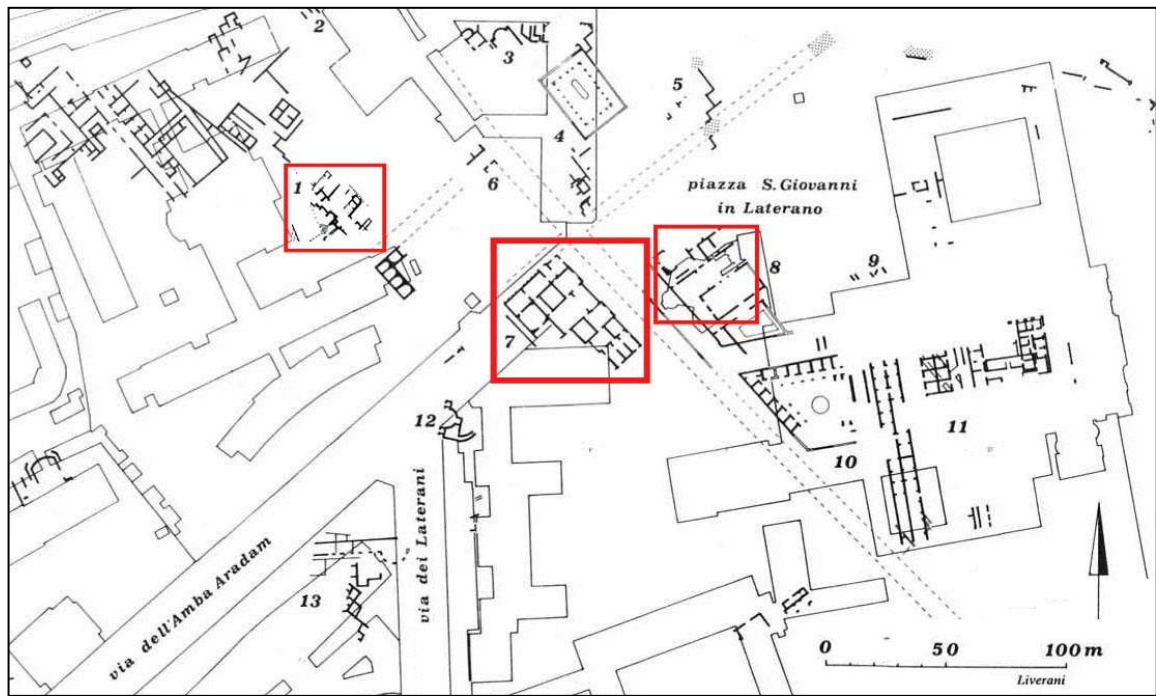 2
3
5
4
1
6
piazza S. Giovanni
in Laterano
8
9
7
12
11
10
via dell'Amba Aradam
via dei Laterani
13
0 50 100 m
Liverani